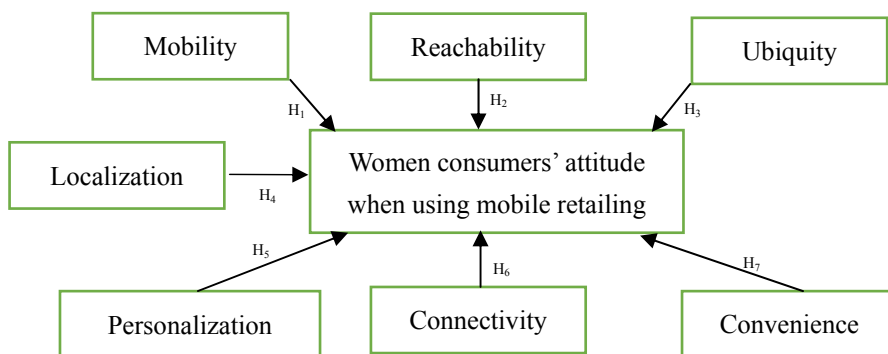 Mobility
Reachability
Ubiquity
H₁
H₂
H₃
Women consumers’ attitude
when using mobile retailing
Localization
H₄
H₅
H₆
H₇
Personalization
Connectivity
Convenience